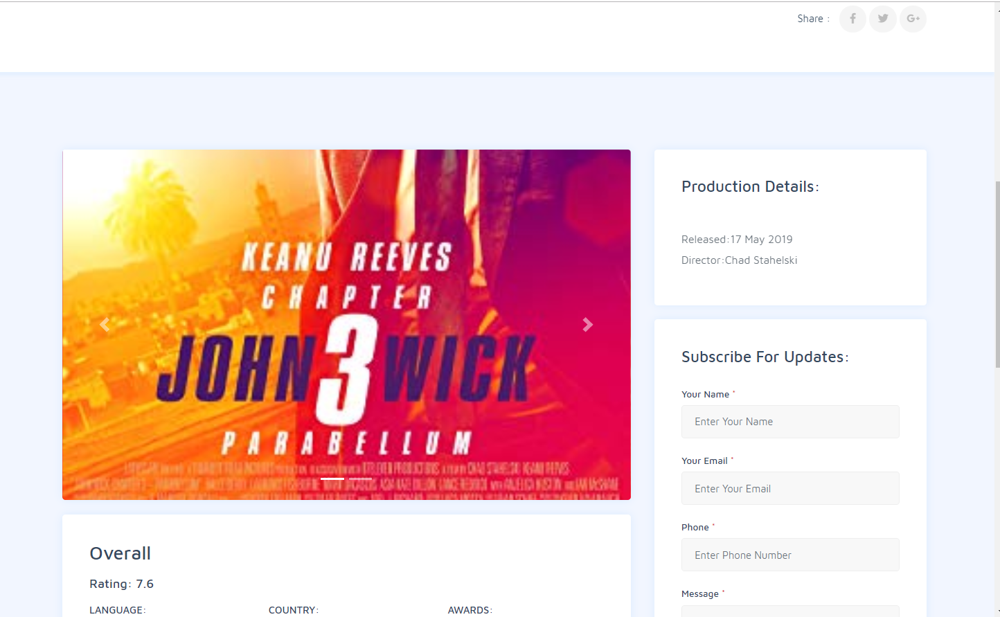 Share :
KEANU REEVES
CHAPTER
JOHN 3 WICK
PARABELLUM
Overall
Rating: 7.6
LANGUAGE: COUNTRY: AWARDS:
Production Details:
Released:17 May 2019
Director:Chad Stahelski
Subscribe For Updates:
Your Name *
Enter Your Name
Your Email *
Enter Your Email
Phone *
Enter Phone Number
Message *